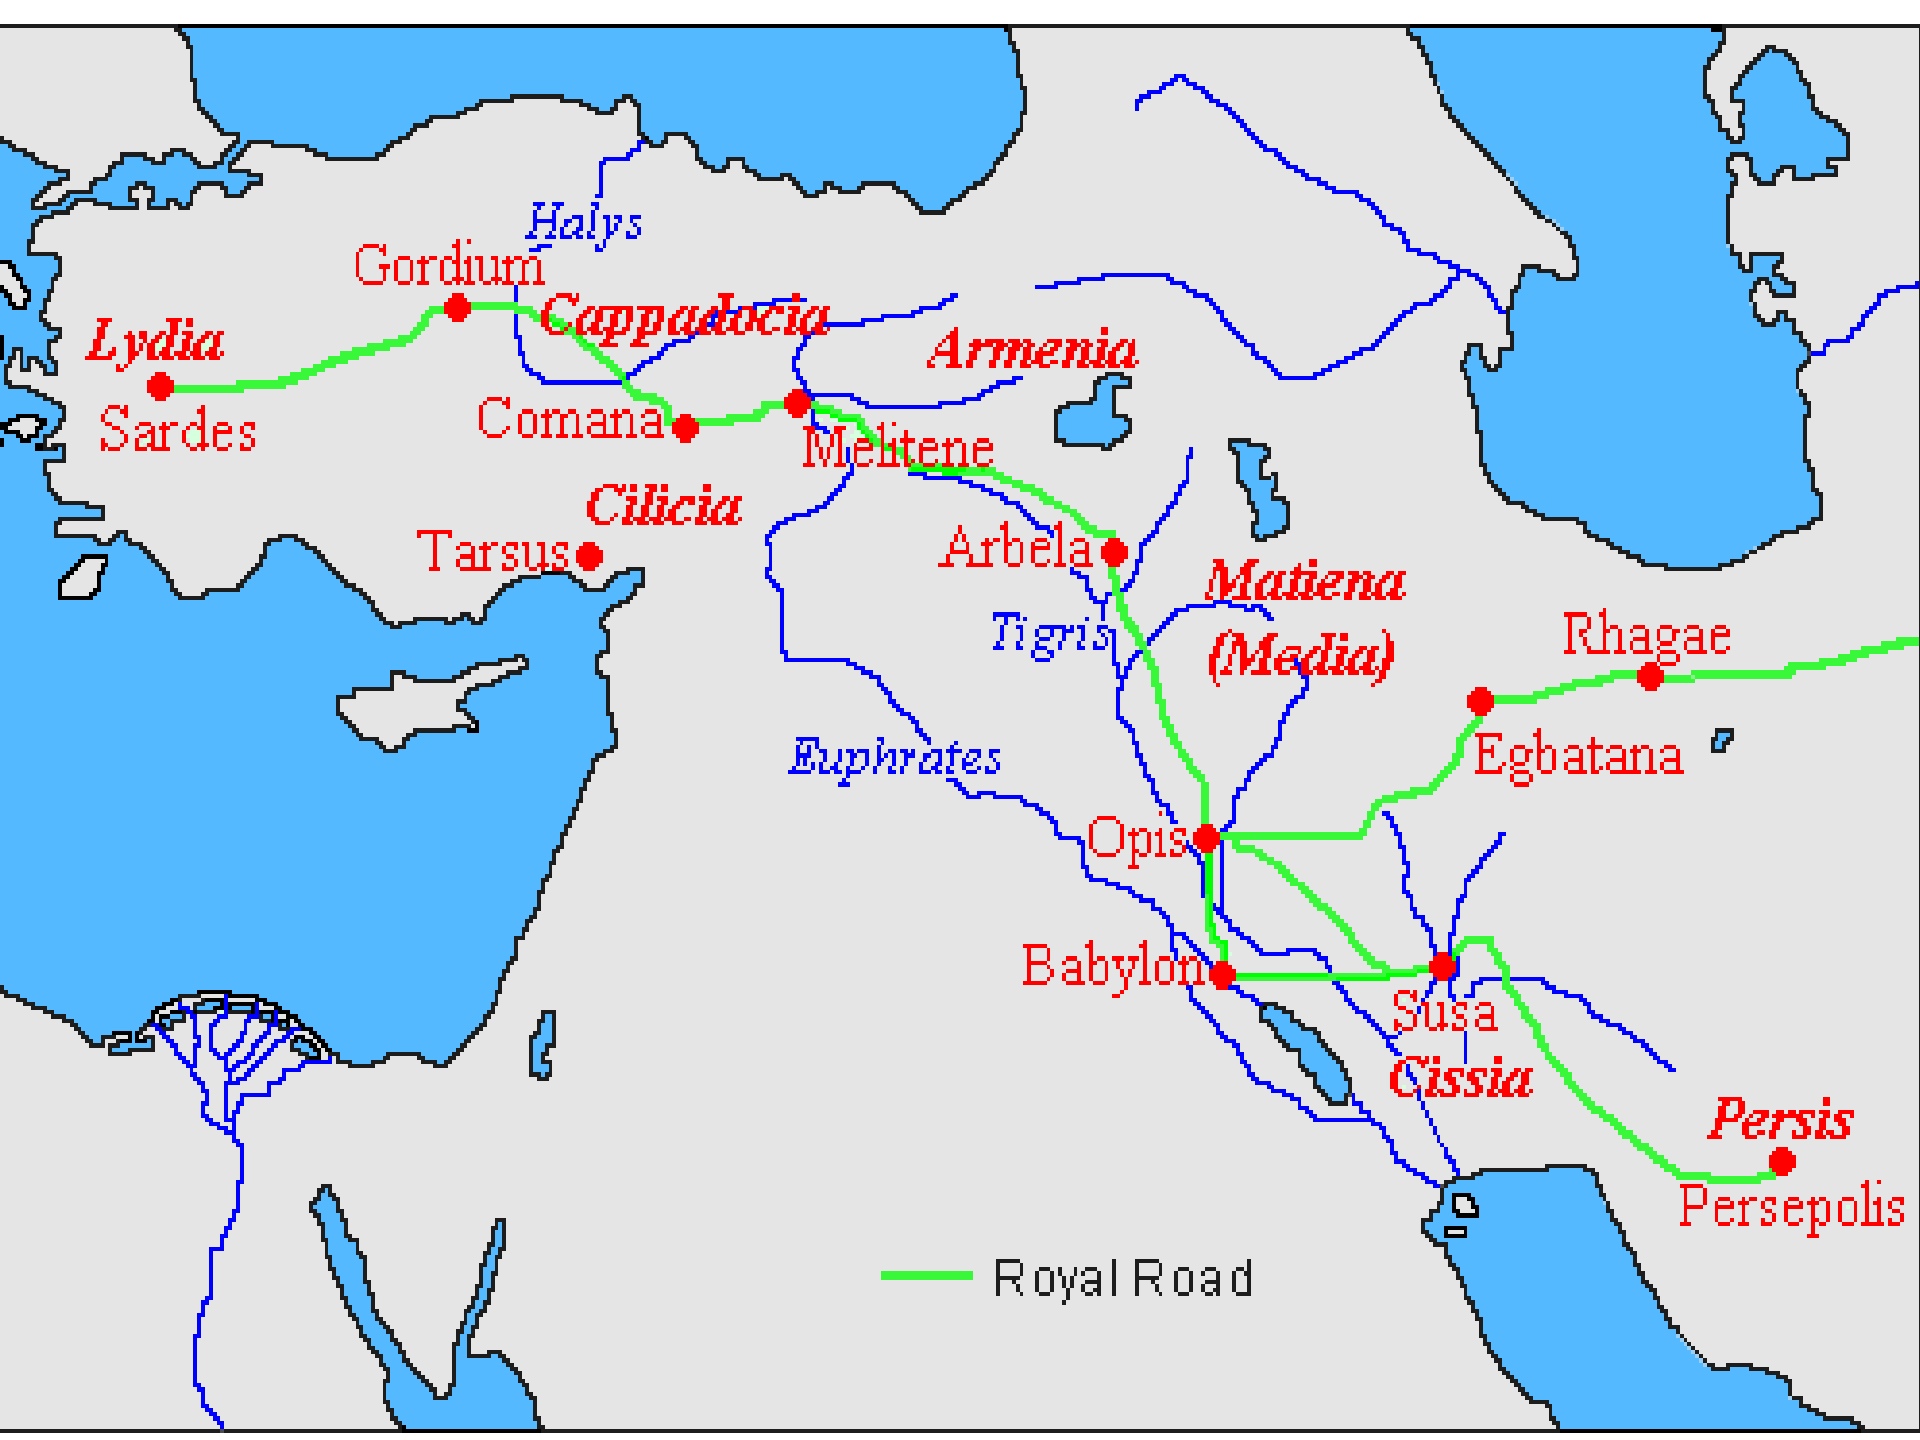 Halys
Gordium
Cappadocia
Lydia
Armenia
Sardes
Comana
Melitene
Cilicia
Tarsus
Arbela
Matiena
(Media)
Tigris
Rhagae
Euphrates
Egbatana
Opis
Babylon
Susa
Cissia
Persis
Persepolis
Royal Road